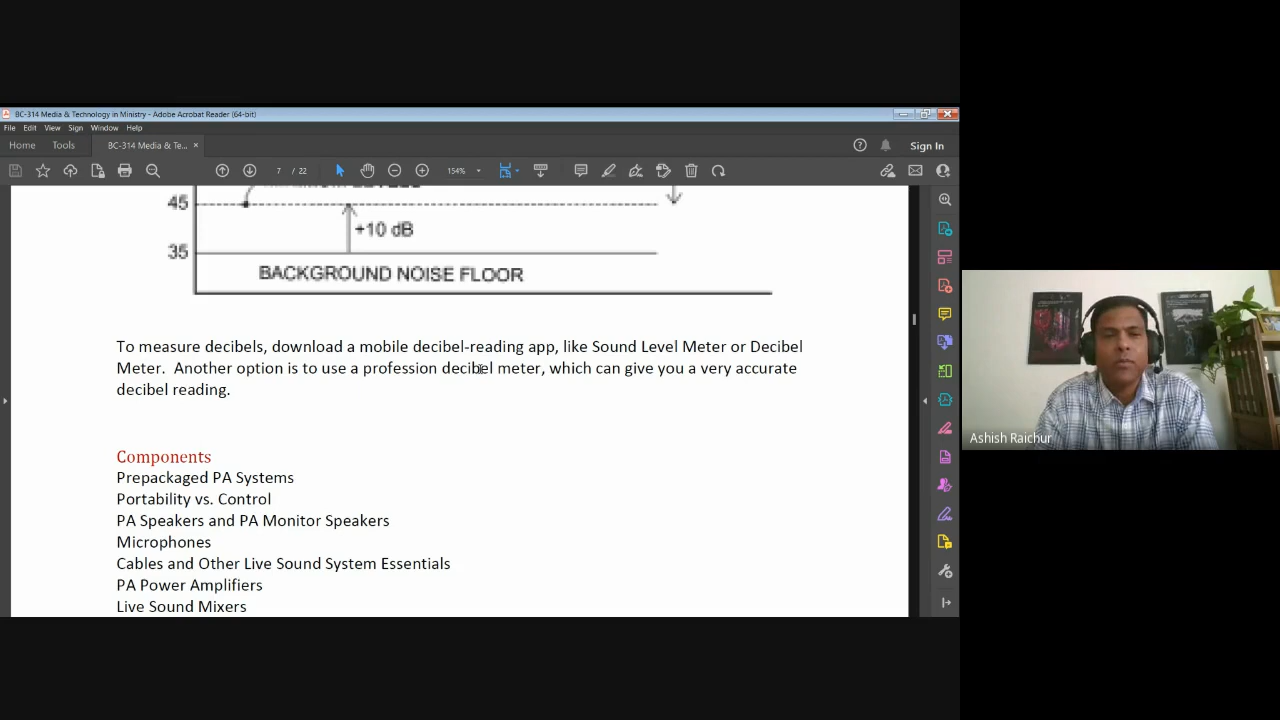 BC-314 Media & Technology in Ministry - Adobe Acrobat Reader (64-bit)
File Edit View Sign Window Help
Home Tools BC-314 Media & Te... × Sign In
7 / 22 154%
45
+10 dB
35
BACKGROUND NOISE FLOOR
To measure decibels, download a mobile decibel-reading app, like Sound Level Meter or Decibel
Meter. Another option is to use a profession decibel meter, which can give you a very accurate
decibel reading.
Components
Prepackaged PA Systems
Portability vs. Control
PA Speakers and PA Monitor Speakers
Microphones
Cables and Other Live Sound System Essentials
PA Power Amplifiers
Live Sound Mixers
Ashish Raichur